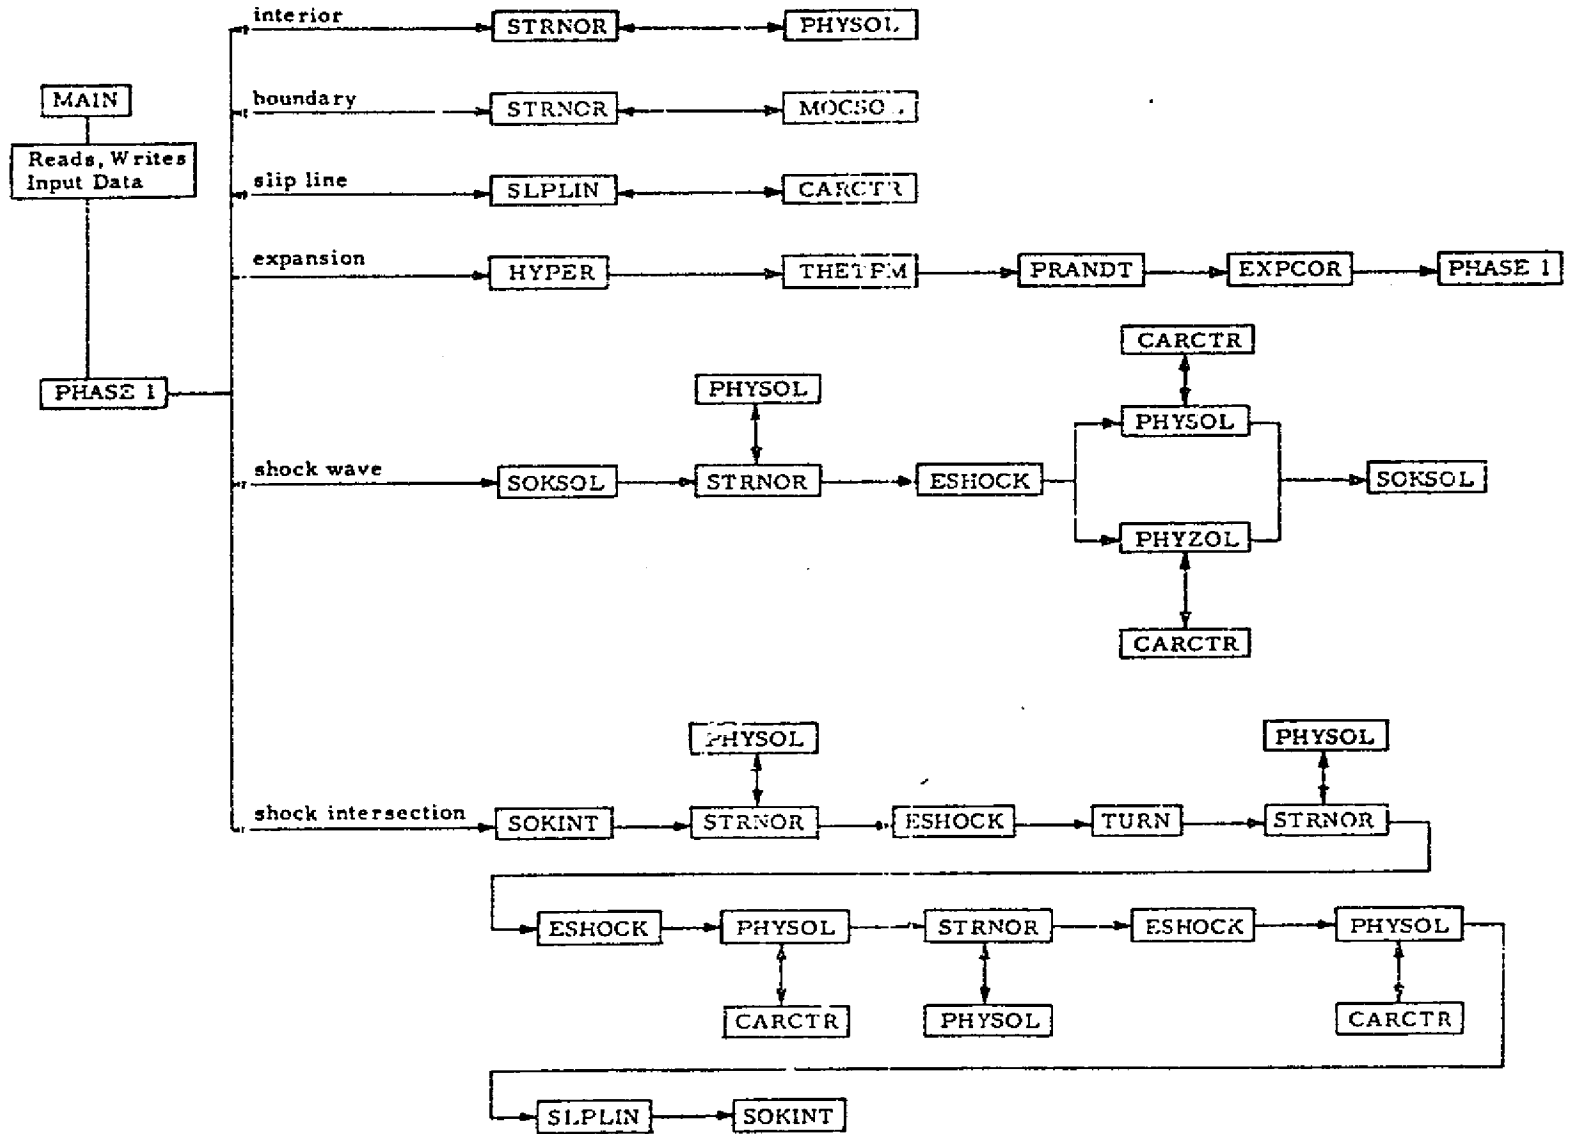 interior
STRNOR
PHYSOL
MAIN
boundary
STRNOR
Reads, Writes
Input Data
slip line
SLPLIN
CARCTR
expansion
HYPER
PRANDT
EXPCOR
PHASE 1
CARCTR
PHASE 1
PHYSOL
PHYSOL
shock wave
SOKSOL
STRNOR
ESHOCK
SOKSOL
PHYZOL
CARCTR
PHYSOL
PHYSOL
shock intersection
SOKINT
STRNOR
ESHOCK
TURN
STRNOR
ESHOCK
PHYSOL
STRNOR
ESHOCK
PHYSOL
CARCTR
PHYSOL
CARCTR
SLPLIN
SOKINT